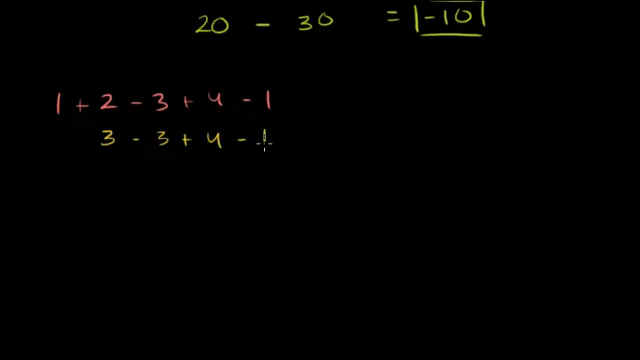 20 - 30 = |-10|
1 + 2 - 3 + 4 - 1
3 - 3 + 4 - 1